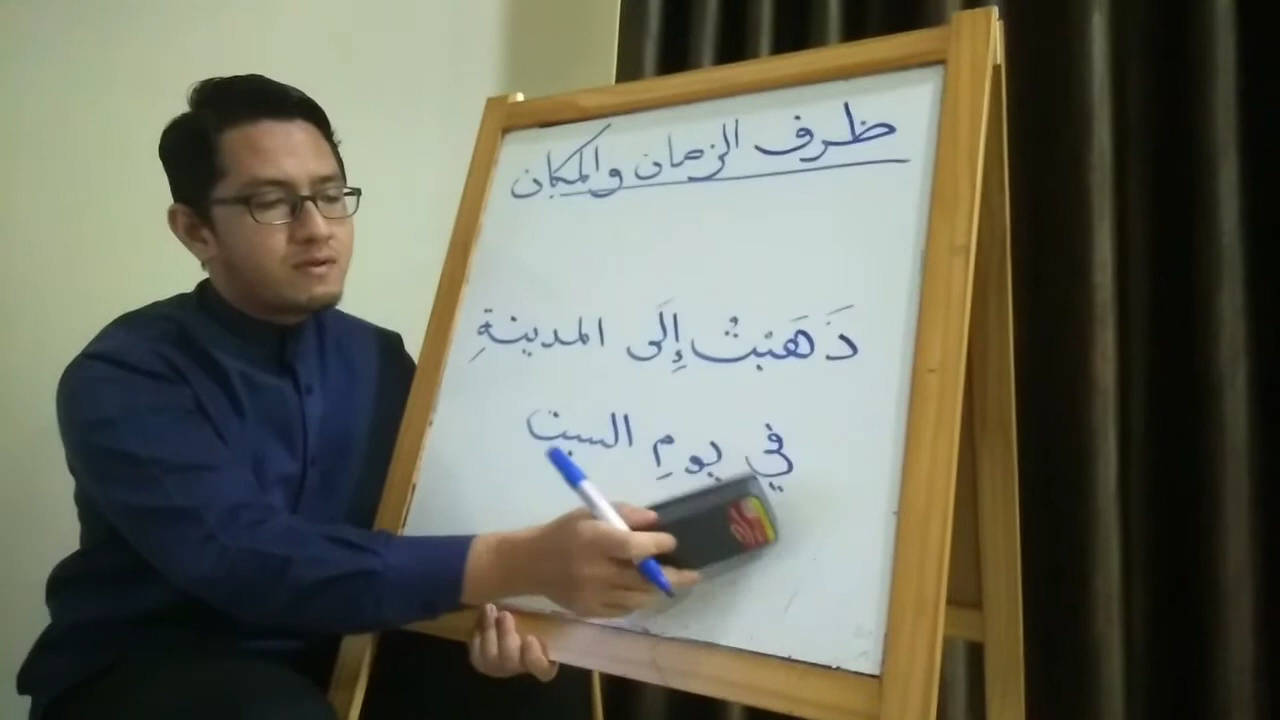 ظرف الزمان والمكان
ذَهَبْتُ إِلَى المدينةِ
في يومِ السبت